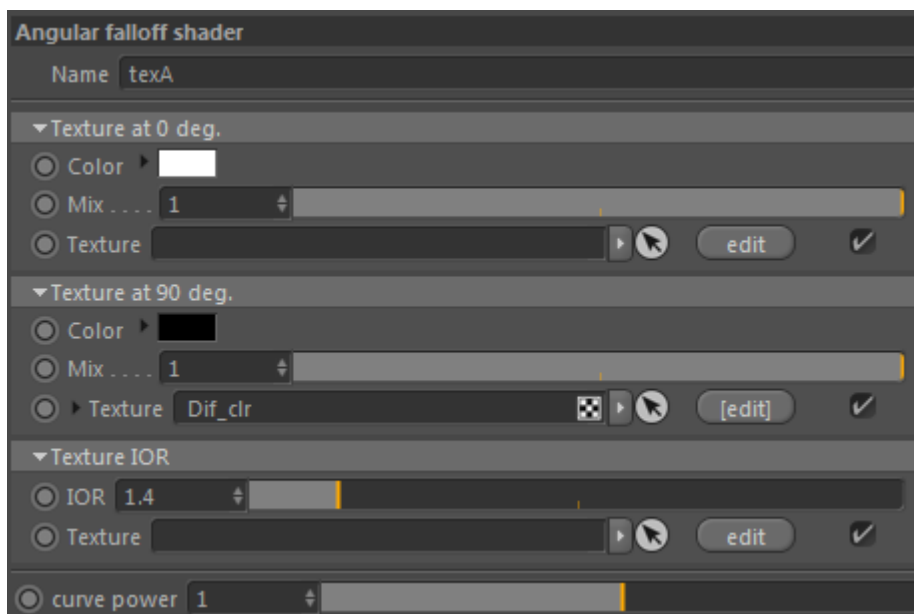 Angular falloff shader
Name texA
Texture at 0 deg.
Color
Mix . . . . 1
Texture edit
Texture at 90 deg.
Color
Mix . . . . 1
Texture Dif_clr [edit]
Texture IOR
IOR 1.4
Texture edit
curve power 1